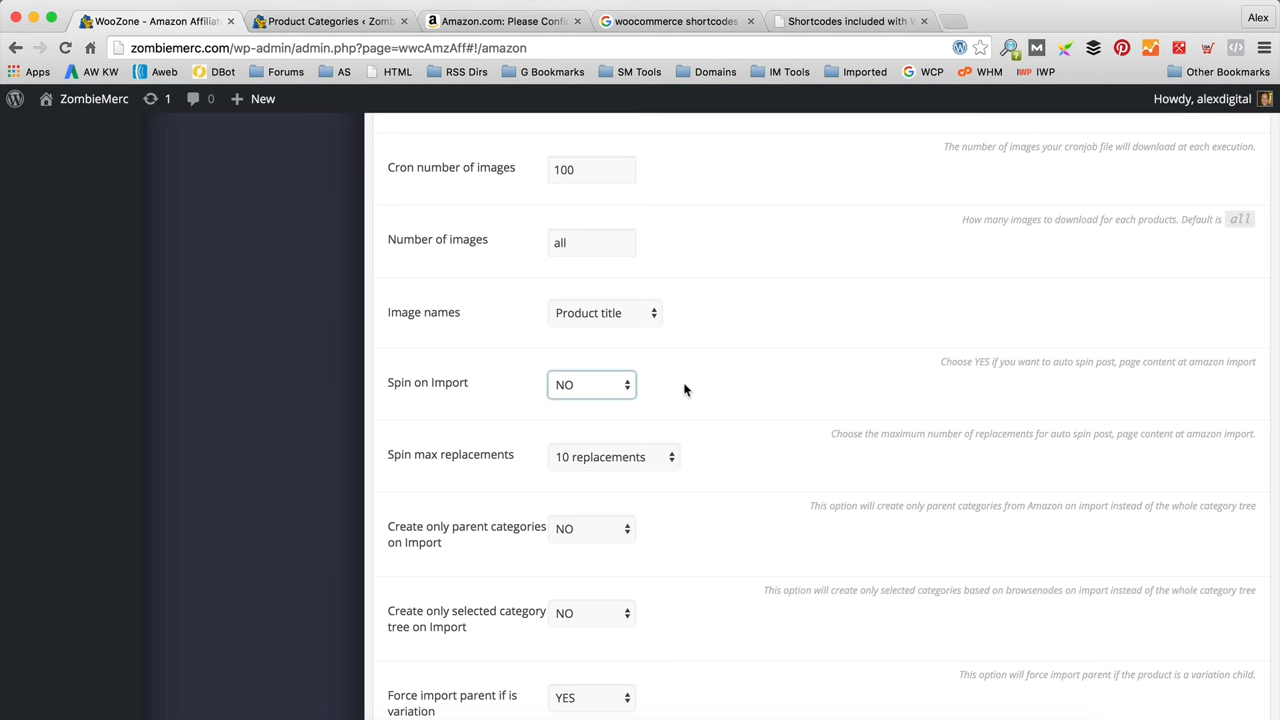 WooZone - Amazon Affiliat
Product Categories ‹ Zomb
Amazon.com: Please Confi
woocommerce shortcodes
Shortcodes included with W
Alex
zombiemerc.com/wp-admin/admin.php?page=wwcAmzAff#!/amazon
Apps
AW KW
Aweb
DBot
Forums
AS
HTML
RSS Dirs
G Bookmarks
SM Tools
Domains
IM Tools
Imported
WCP
WHM
IWP IWP
Other Bookmarks
ZombieMerc
1
0
New
Howdy, alexdigital
The number of images your cronjob file will download at each execution.
Cron number of images
100
How many images to download for each products. Default is all
Number of images
all
Image names
Product title
Choose YES if you want to auto spin post, page content at amazon import
Spin on Import
NO
Choose the maximum number of replacements for auto spin post, page content at amazon import.
Spin max replacements
10 replacements
This option will create only parent categories from Amazon on import instead of the whole category tree
Create only parent categories
on Import
NO
This option will create only selected categories based on browsenodes on import instead of the whole category tree
Create only selected category
tree on Import
NO
This option will force import parent if the product is a variation child.
Force import parent if is
variation
YES